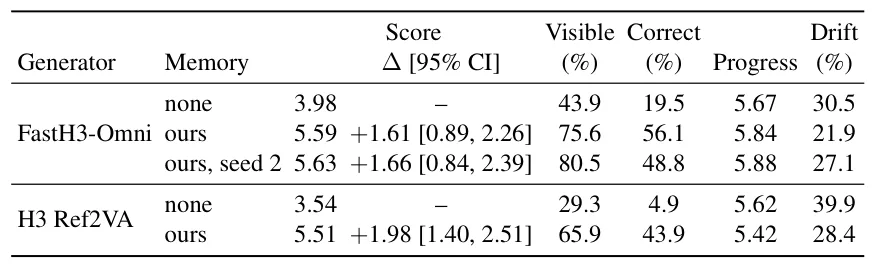 Score Visible Correct Drift
Generator Memory Δ [95% CI] (%) (%) Progress (%)
none 3.98 – 43.9 19.5 5.67 30.5
FastH3-Omni ours 5.59 +1.61 [0.89, 2.26] 75.6 56.1 5.84 21.9
ours, seed 2 5.63 +1.66 [0.84, 2.39] 80.5 48.8 5.88 27.1
none 3.54 – 29.3 4.9 5.62 39.9
H3 Ref2VA
ours 5.51 +1.98 [1.40, 2.51] 65.9 43.9 5.42 28.4